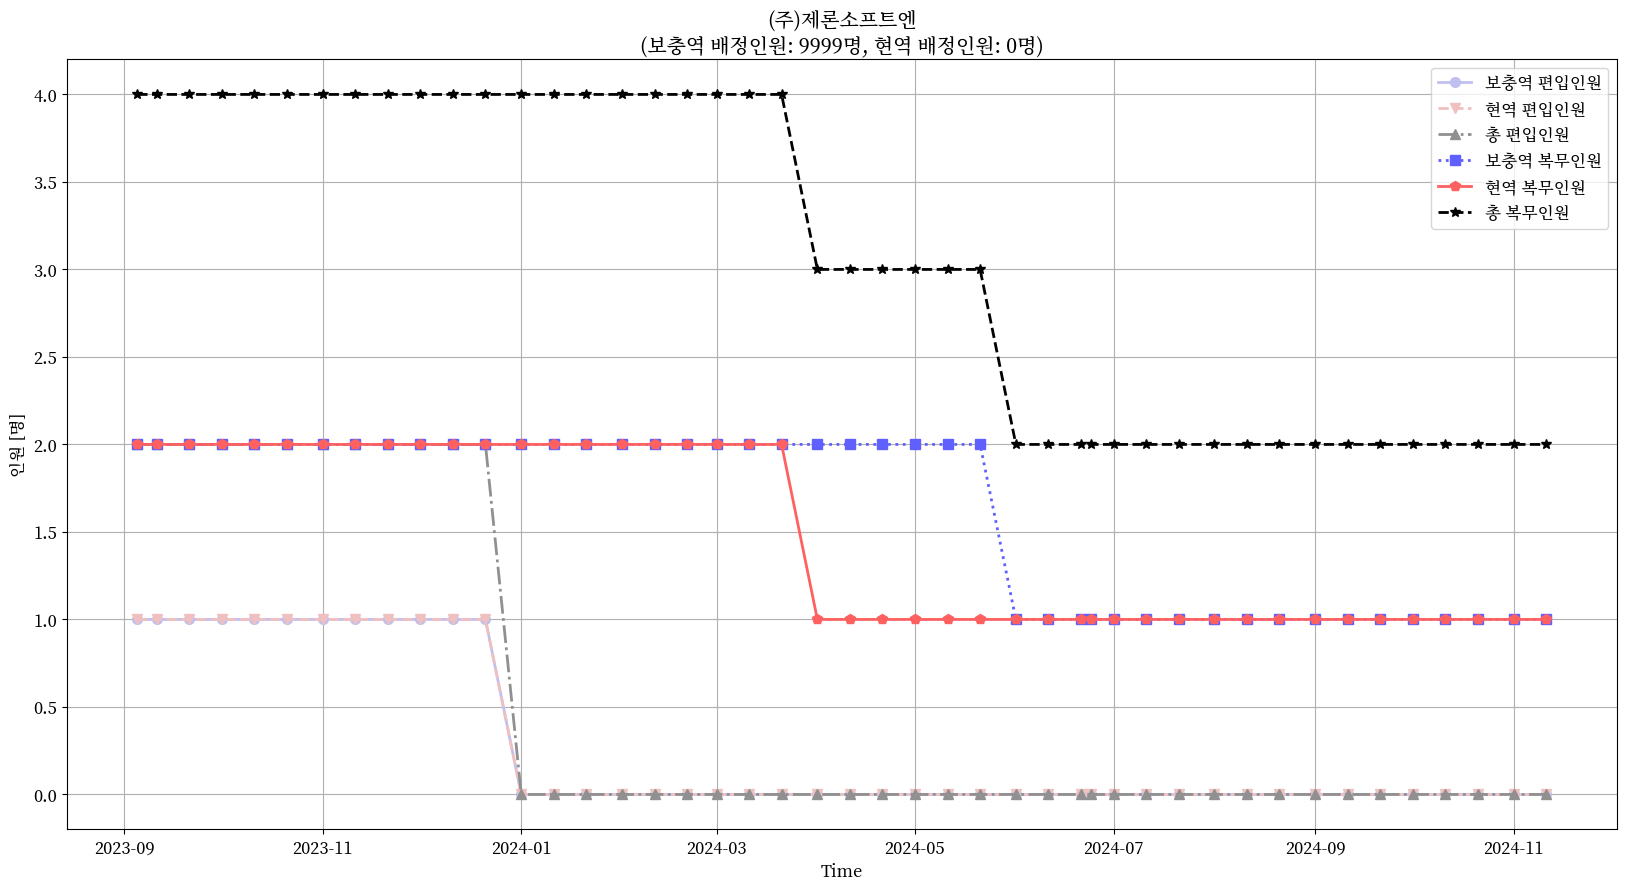 (주)제론소프트엔
(보충역 배정인원: 9999명, 현역 배정인원: 0명)
보충역 편입인원
현역 편입인원
총 편입인원
보충역 복무인원
현역 복무인원
총 복무인원
4.0
3.5
3.0
2.5
2.0
1.5
1.0
0.5
0.0
인원 [명]
2023-09
2023-11
2024-01
2024-03
2024-05
2024-07
2024-09
2024-11
Time